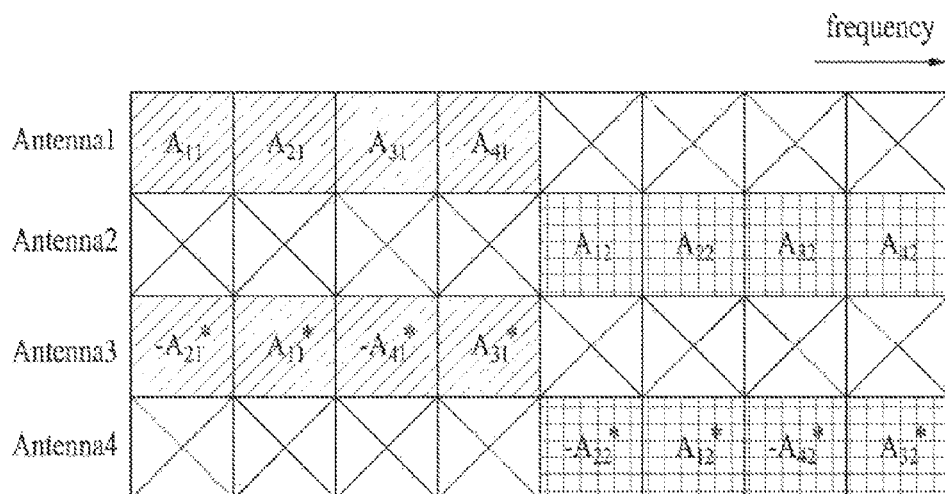 frequency
Antenna1 A₁₁ A₂₁ A₃₁ A₄₁
Antenna2 A₁₂ A₂₂ A₃₂ A₄₂
Antenna3 -A₂₁* A₁₁* -A₄₁* A₃₁*
Antenna4 -A₂₂* A₁₂* -A₄₂* A₃₂*